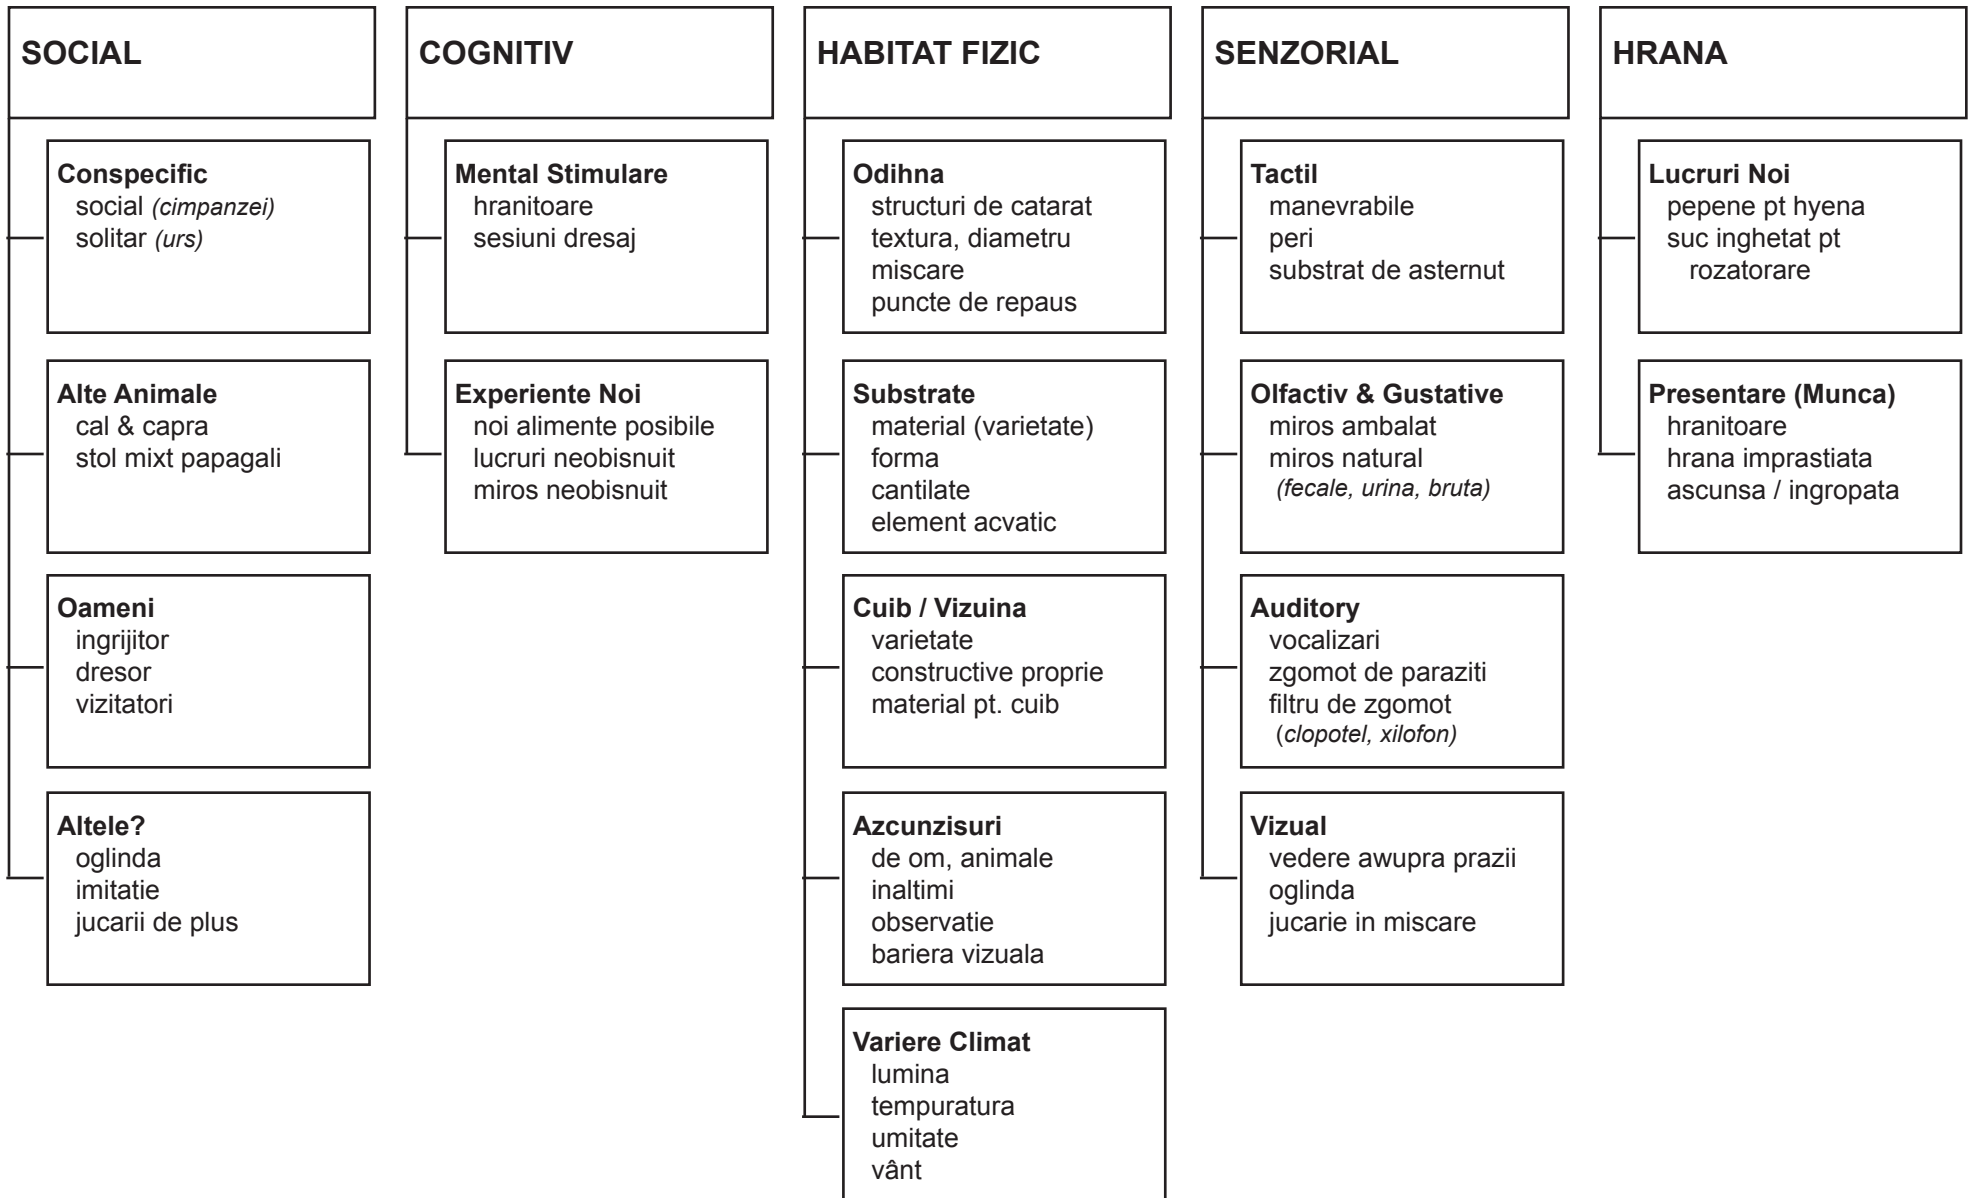 SOCIAL
Conspecific
social (cimpanzei)
solitar (urs)
Alte Animale
cal & capra
stol mixt papagali
Oameni
ingrijitor
dresor
vizitatori
Altele?
oglinda
imitatie
jucarii de plus
COGNITIV
Mental Stimulare
hranitoare
sesiuni dresaj
Experiente Noi
noi alimente posibile
lucruri neobisnuit
miros neobisnuit
HABITAT FIZIC
Odihna
structuri de catarat
textura, diametru
miscare
puncte de repaus
Substrate
material (varietate)
forma
cantilate
element acvatic
Cuib / Vizuina
varietate
constructive proprie
material pt. cuib
Azcunzisuri
de om, animale
inaltimi
observatie
bariera vizuala
Variere Climat
lumina
tempuratura
umitate
vânt
SENZORIAL
Tactil
manevrabile
peri
substrat de asternut
Olfactiv & Gustative
miros ambalat
miros natural
(fecale, urina, bruta)
Auditory
vocalizari
zgomot de paraziti
filtru de zgomot
(clopotel, xilofon)
Vizual
vedere awupra prazii
oglinda
jucarie in miscare
HRANA
Lucruri Noi
pepene pt hyena
suc inghetat pt
rozatorare
Presentare (Munca)
hranitoare
hrana imprastiata
ascunsa / ingropata